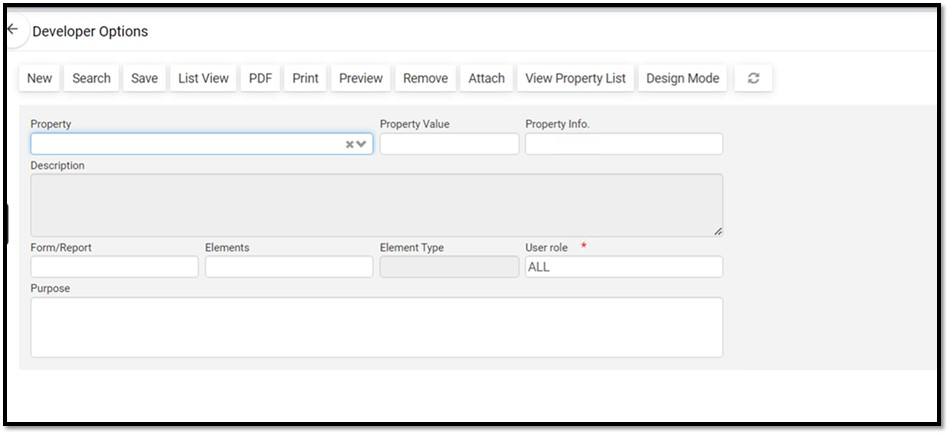 Developer Options
New Search Save List View PDF Print Preview Remove Attach View Property List Design Mode
Property Property Value Property Info.
Description
Form/Report Elements Element Type User role *
ALL
Purpose